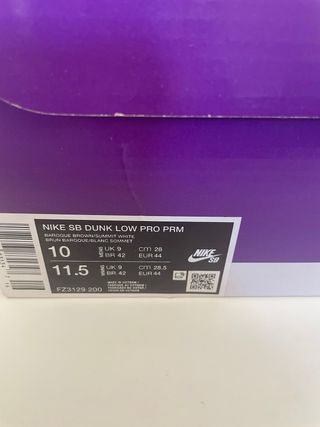 NIKE SB DUNK LOW PRO PRM
BAROQUE BROWN/SUMMIT WHITE
BRUN BAROQUE/BLANC SOMMET
10 UK 9 cm 28
BR 42 EUR 44
11.5 UK 9 cm 28.5
BR 42 EUR 44
NIKE
SB
MADE IN VIETNAM
FZ3129 200